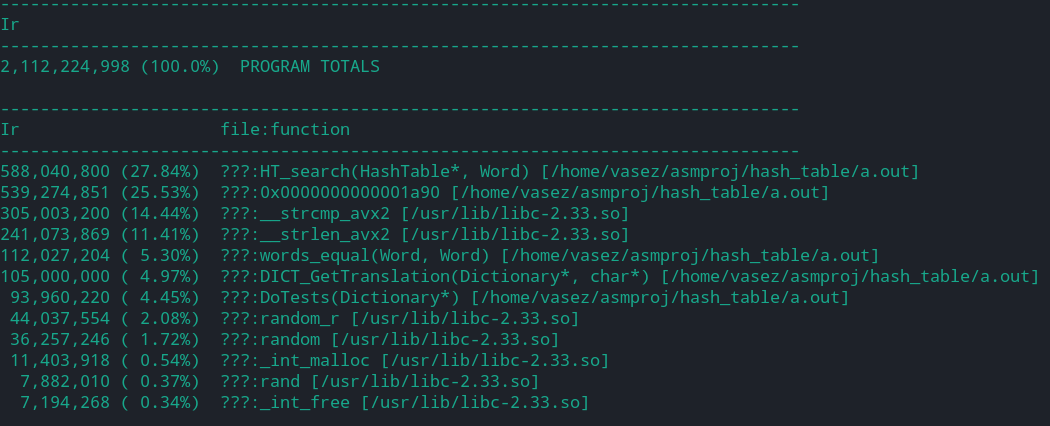 --------------------------------------------------------------------------------
Ir
--------------------------------------------------------------------------------
2,112,224,998 (100.0%)  PROGRAM TOTALS

--------------------------------------------------------------------------------
Ir                    file:function
--------------------------------------------------------------------------------
588,040,800 (27.84%)  ???:HT_search(HashTable*, Word) [/home/vasez/asmproj/hash_table/a.out]
539,274,851 (25.53%)  ???:0x0000000000001a90 [/home/vasez/asmproj/hash_table/a.out]
305,003,200 (14.44%)  ???:__strcmp_avx2 [/usr/lib/libc-2.33.so]
241,073,869 (11.41%)  ???:__strlen_avx2 [/usr/lib/libc-2.33.so]
112,027,204 ( 5.30%)  ???:words_equal(Word, Word) [/home/vasez/asmproj/hash_table/a.out]
105,000,000 ( 4.97%)  ???:DICT_GetTranslation(Dictionary*, char*) [/home/vasez/asmproj/hash_table/a.out]
 93,960,220 ( 4.45%)  ???:DoTests(Dictionary*) [/home/vasez/asmproj/hash_table/a.out]
 44,037,554 ( 2.08%)  ???:random_r [/usr/lib/libc-2.33.so]
 36,257,246 ( 1.72%)  ???:random [/usr/lib/libc-2.33.so]
 11,403,918 ( 0.54%)  ???:_int_malloc [/usr/lib/libc-2.33.so]
  7,882,010 ( 0.37%)  ???:rand [/usr/lib/libc-2.33.so]
  7,194,268 ( 0.34%)  ???:_int_free [/usr/lib/libc-2.33.so]